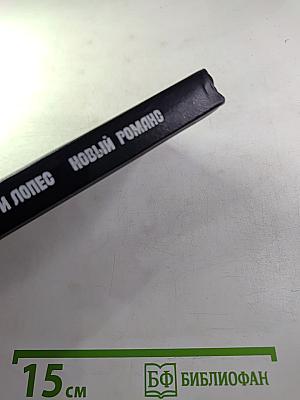 И ЛОПЕС НОВЫЙ РОМАНС
15 см
БФ БИБЛИОФАН